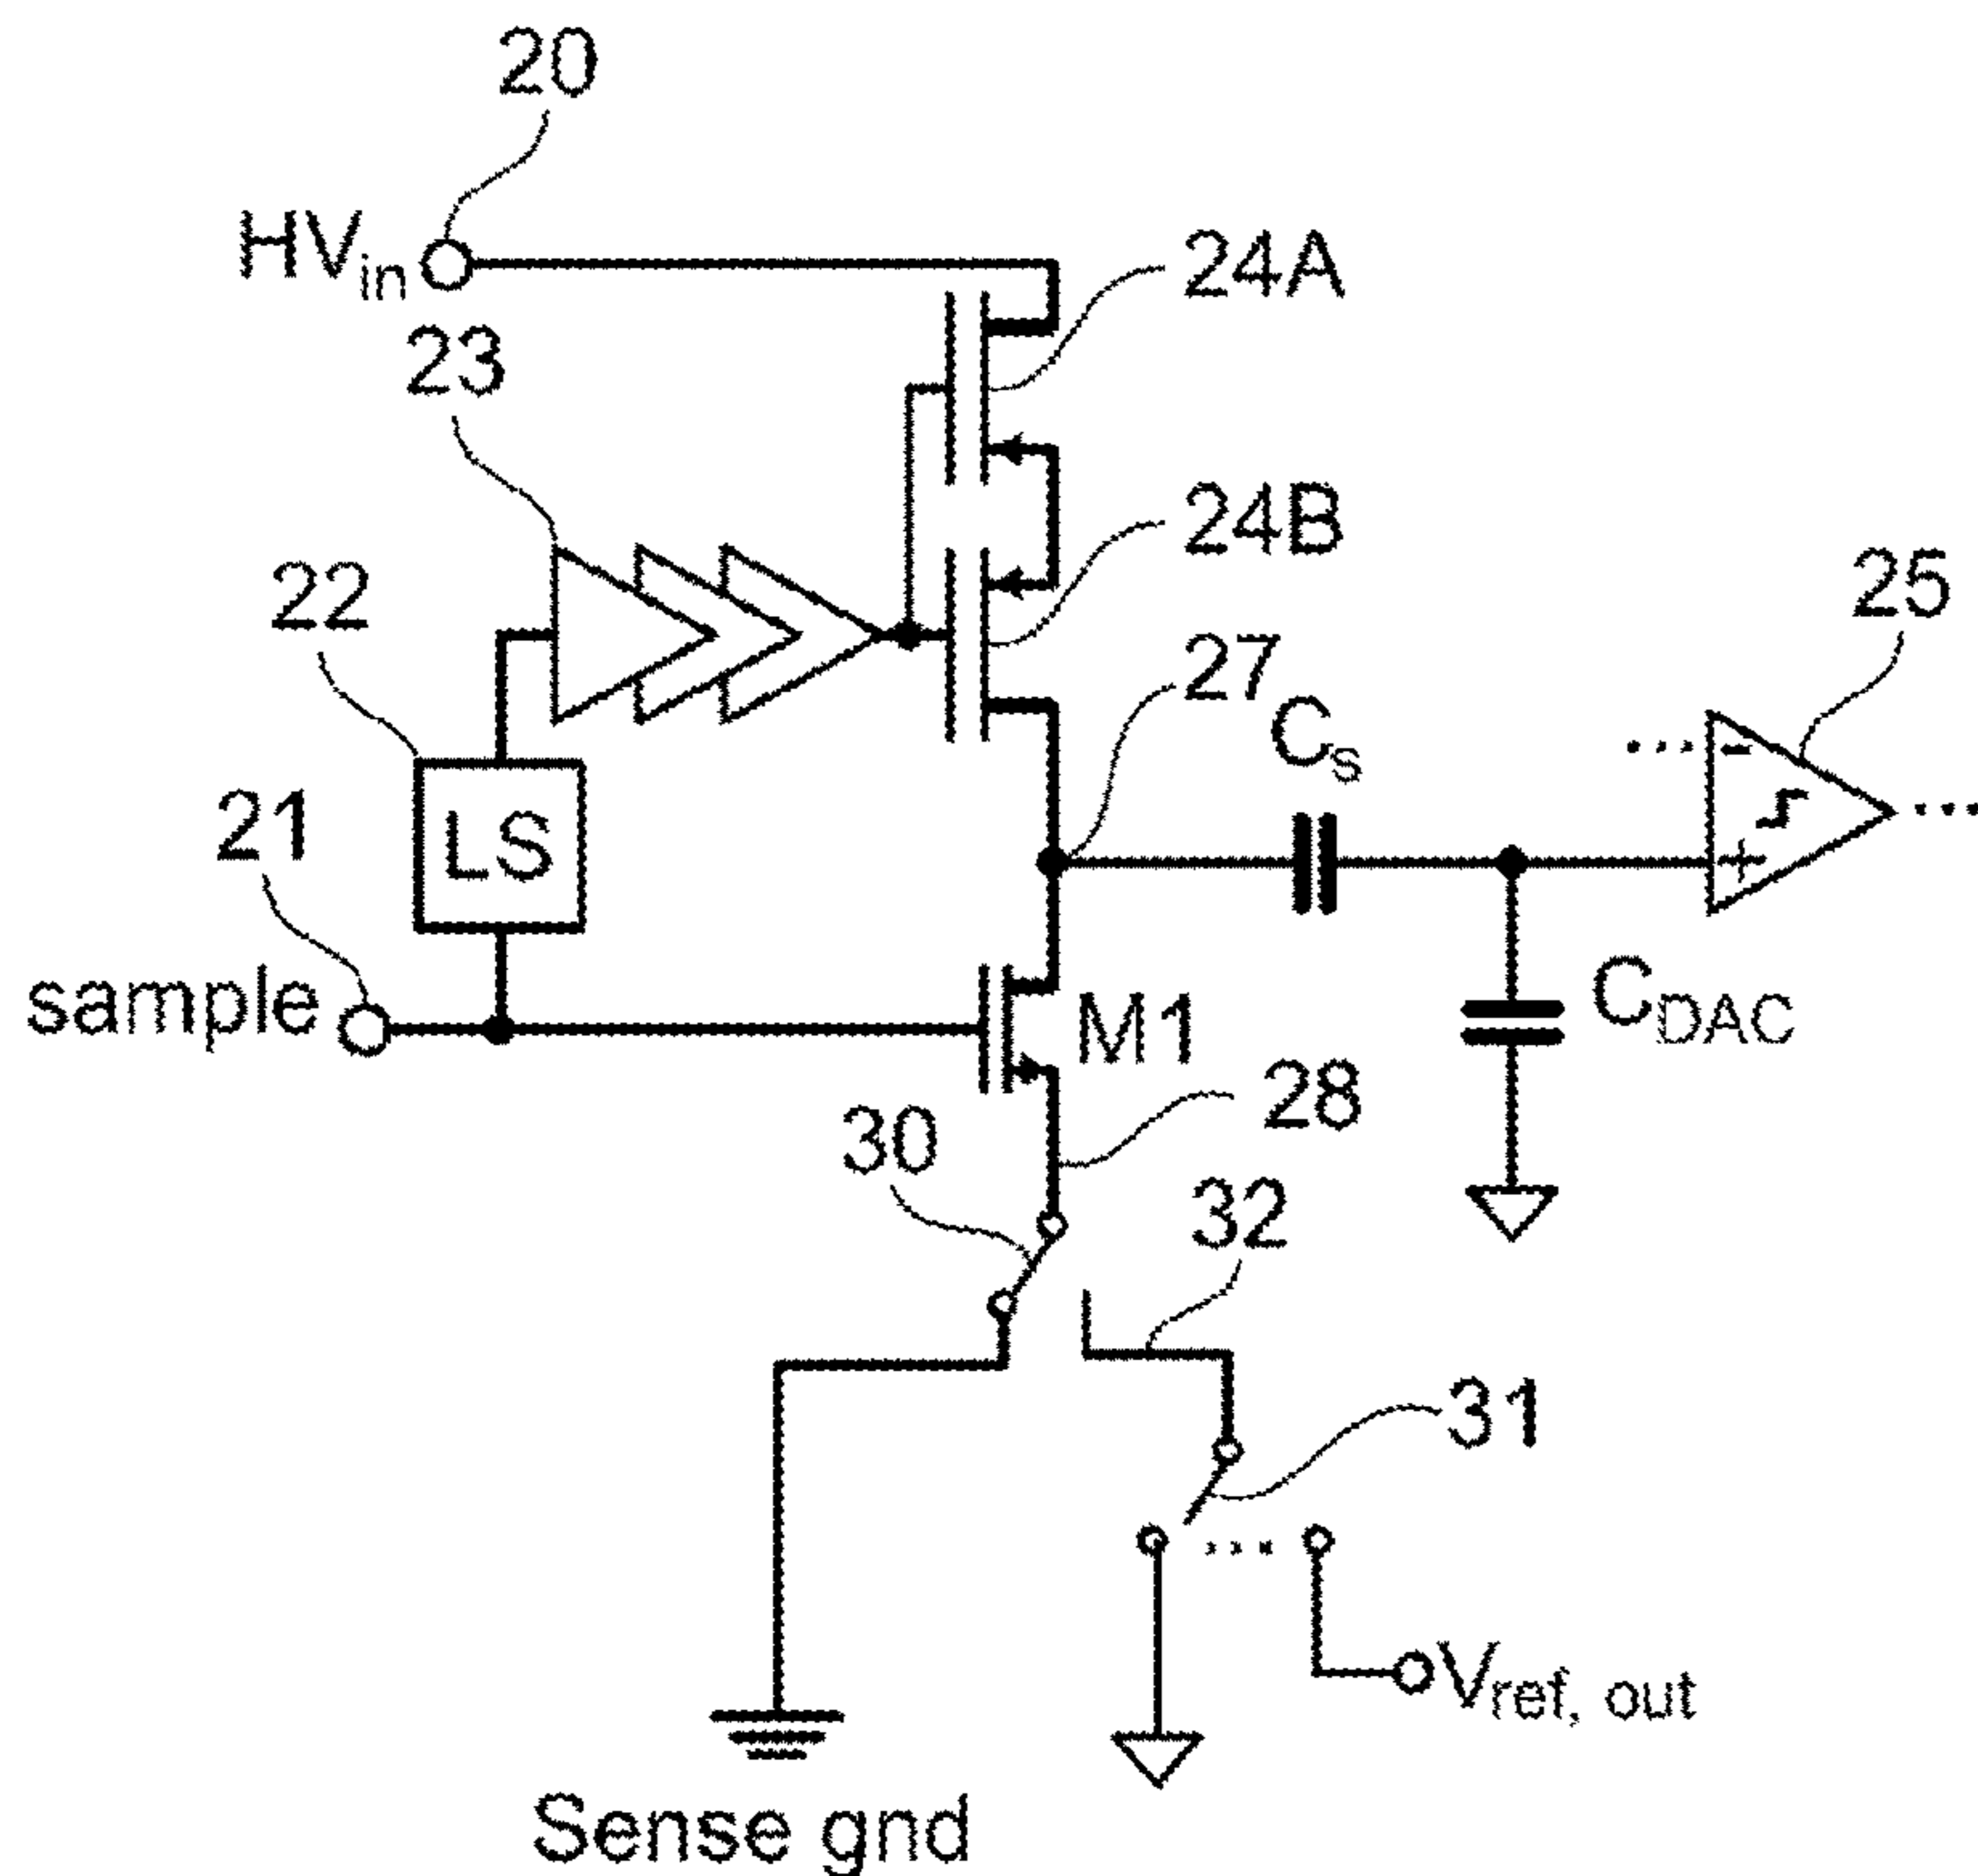 20
HVin
24A
23
24B
22
25
27
Cs
21
LS
sample
CDAC
M1
28
30
32
31
Vref, out
Sense gnd